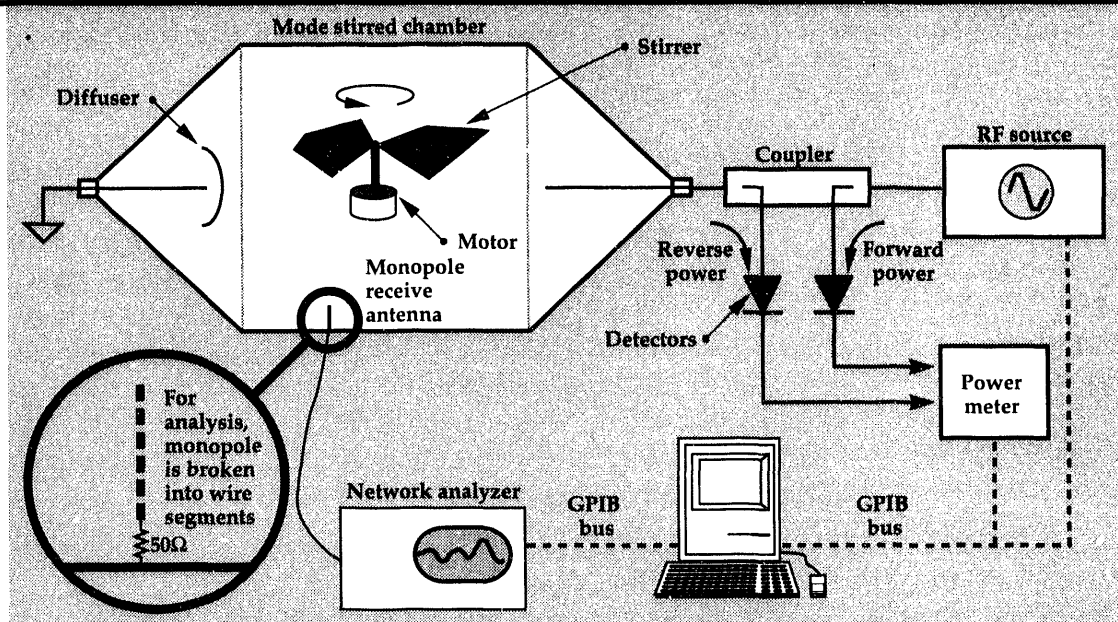 Mode stirred chamber
Stirrer
Diffuser
RF source
Coupler
Motor
Reverse
power
Forward
power
Monopole
receive
antenna
Detectors
Power
meter
For
analysis,
monopole
is broken
into wire
segments
50Ω
Network analyzer
GPIB
bus
GPIB
bus